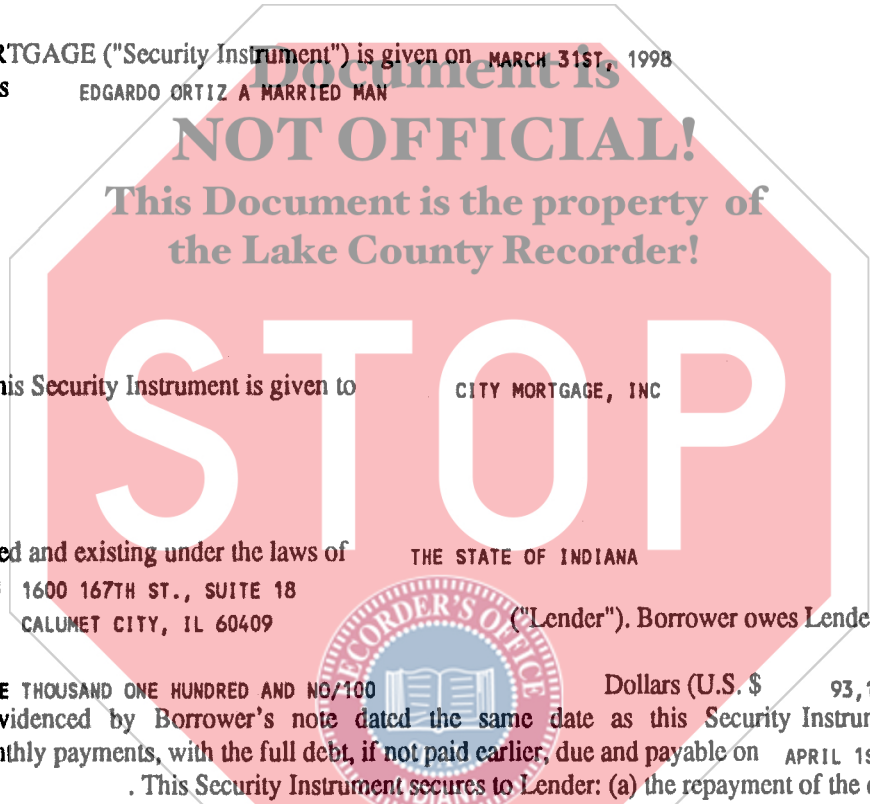 RTGAGE ("Security Instrument") is given on MARCH 31ST, 1998
s EDGARDO ORTIZ A MARRIED MAN
Document is
NOT OFFICIAL!
This Document is the property of
the Lake County Recorder!
STOP
his Security Instrument is given to CITY MORTGAGE, INC
ed and existing under the laws of THE STATE OF INDIANA
1600 167TH ST., SUITE 18
CALUMET CITY, IL 60409
("Lender"). Borrower owes Lende
RECORDER'S OFFICE
E THOUSAND ONE HUNDRED AND NO/100 Dollars (U.S. $ 93,1
videnced by Borrower's note dated the same date as this Security Instrum
nthly payments, with the full debt, if not paid earlier, due and payable on APRIL 1S
. This Security Instrument secures to Lender: (a) the repayment of the